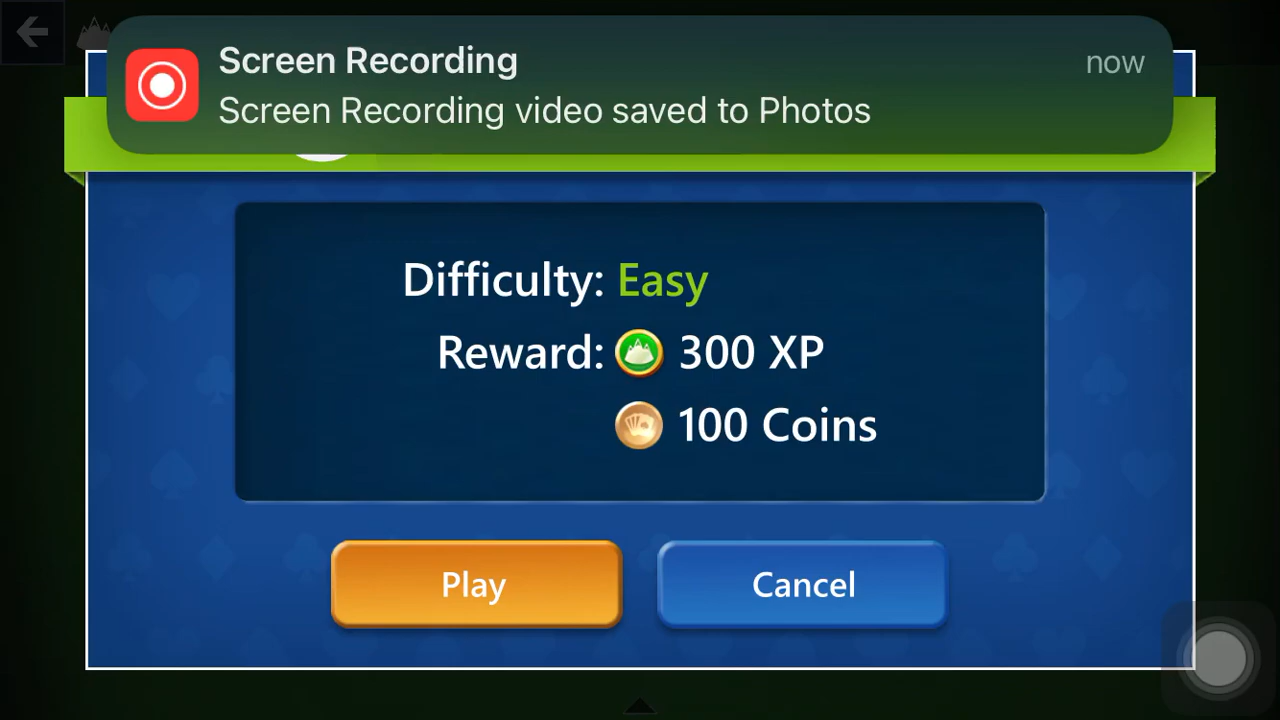 Screen Recording
now
Screen Recording video saved to Photos
Difficulty: Easy
Reward: 300 XP
100 Coins
Play
Cancel